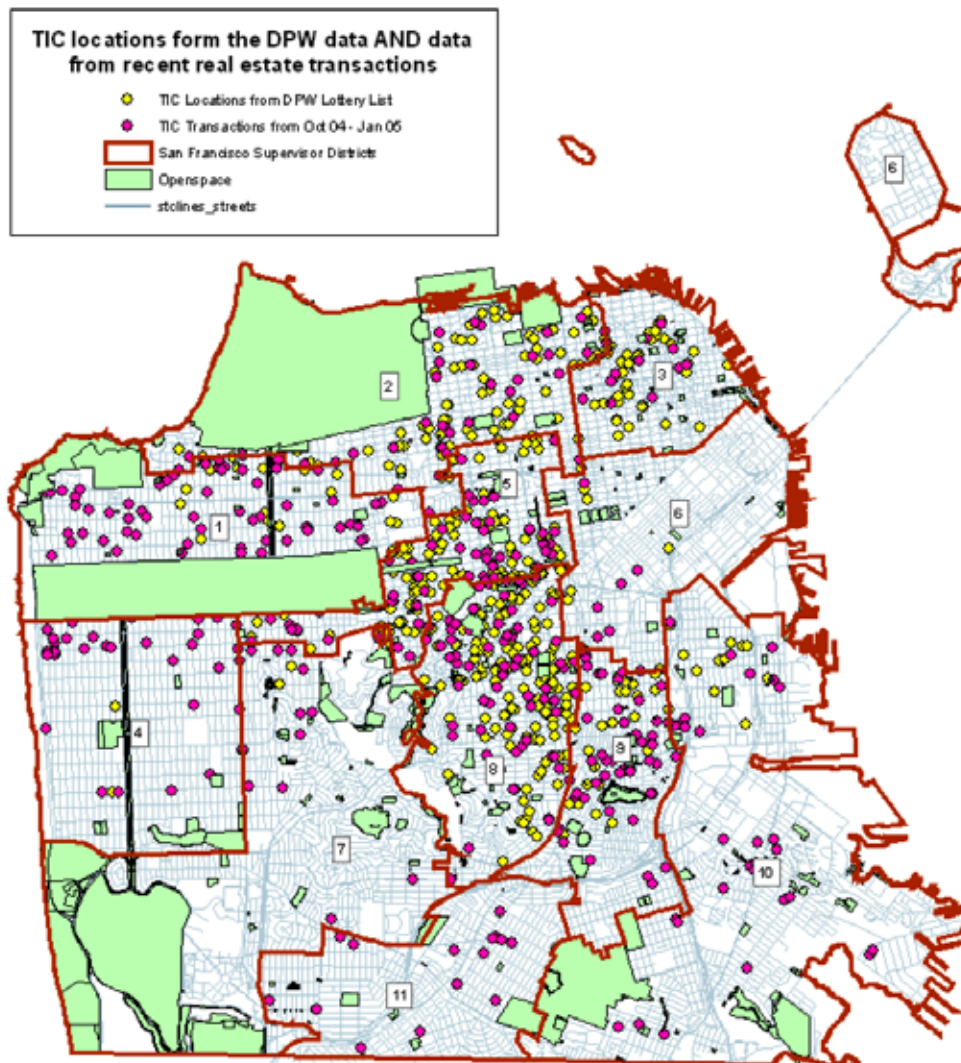 TIC locations form the DPW data AND data
from recent real estate transactions
TIC Locations from DPW Lottery List
TIC Transactions from Oct 04 - Jan 05
San Francisco Supervisor Districts
Openspace
stclines_streets
6
2
3
5
6
1
4
9
8
7
10
11